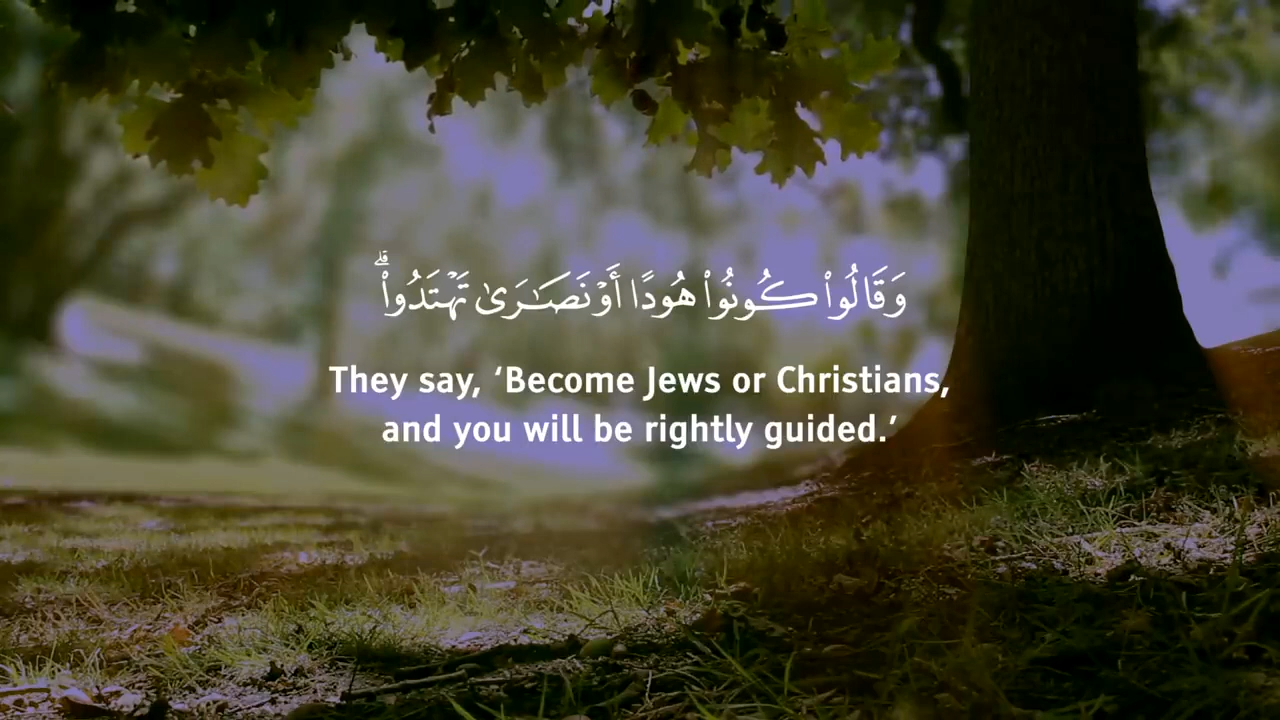 وَقَالُوا۟ كُونُوا۟ هُودًا أَوْ نَصَـٰرَىٰ تَهْتَدُوا۟ ۗ
They say, ‘Become Jews or Christians,
and you will be rightly guided.’